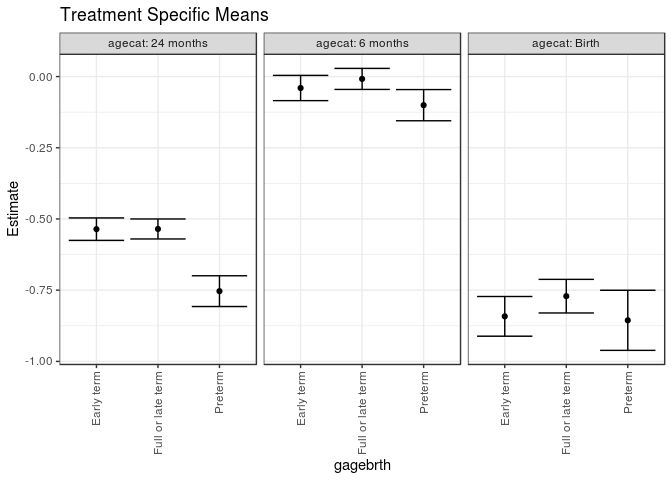 Treatment Specific Means
agecat: 24 months
agecat: 6 months
agecat: Birth
0.00
-0.25
-0.50
-0.75
-1.00
Estimate
Early term
Full or late term
Preterm
Early term
Full or late term
Preterm
Early term
Full or late term
Preterm
gagebrth